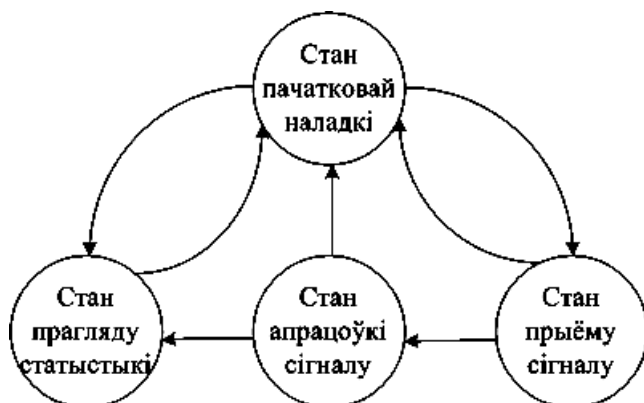 Стан
пачатковай
наладкі
Стан
прагляду
статыстыкі
Стан
апрацоўкі
сігналу
Стан
прыёму
сігналу